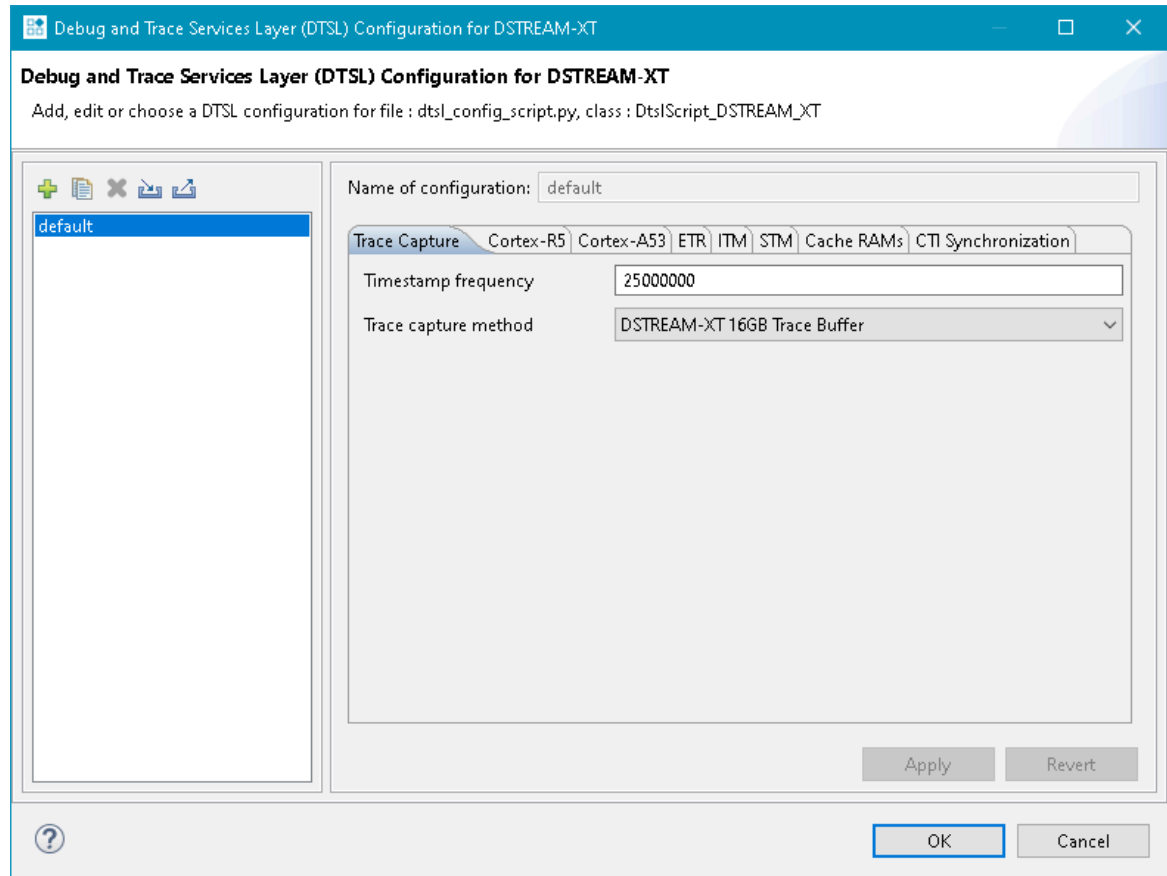 Debug and Trace Services Layer (DTSL) Configuration for DSTREAM-XT
Debug and Trace Services Layer (DTSL) Configuration for DSTREAM-XT
Add, edit or choose a DTSL configuration for file : dtsl_config_script.py, class : DtslScript_DSTREAM_XT
default
Name of configuration: default
Trace Capture Cortex-R5 Cortex-A53 ETR ITM STM Cache RAMs CTI Synchronization
Timestamp frequency 25000000
Trace capture method DSTREAM-XT 16GB Trace Buffer
Apply Revert
? OK Cancel